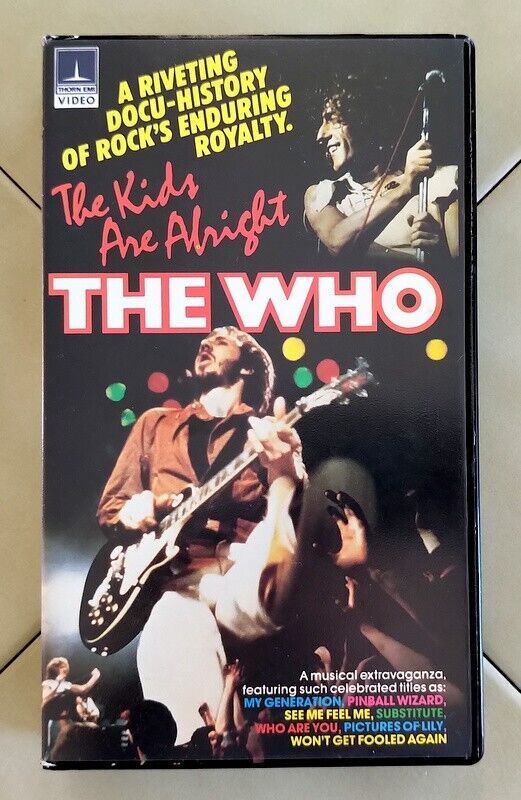 THORN EMI
VIDEO
A RIVETING
DOCU-HISTORY
OF ROCK'S ENDURING
ROYALTY.
The Kids
Are Alright
THE WHO
A musical extravaganza,
featuring such celebrated titles as:
MY GENERATION, PINBALL WIZARD,
SEE ME FEEL ME, SUBSTITUTE,
WHO ARE YOU, PICTURES OF LILY,
WON'T GET FOOLED AGAIN